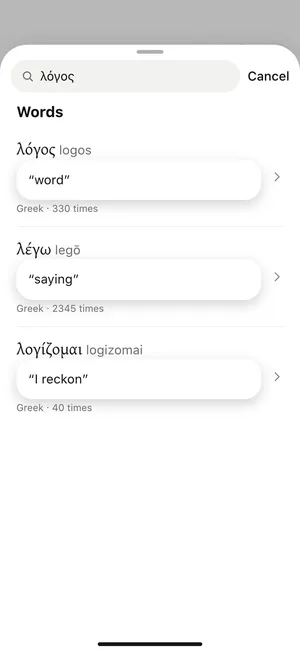 λόγος
Cancel
Words
λόγος logos
“word”
Greek · 330 times
λέγω legō
“saying”
Greek · 2345 times
λογίζομαι logizomai
“I reckon”
Greek · 40 times